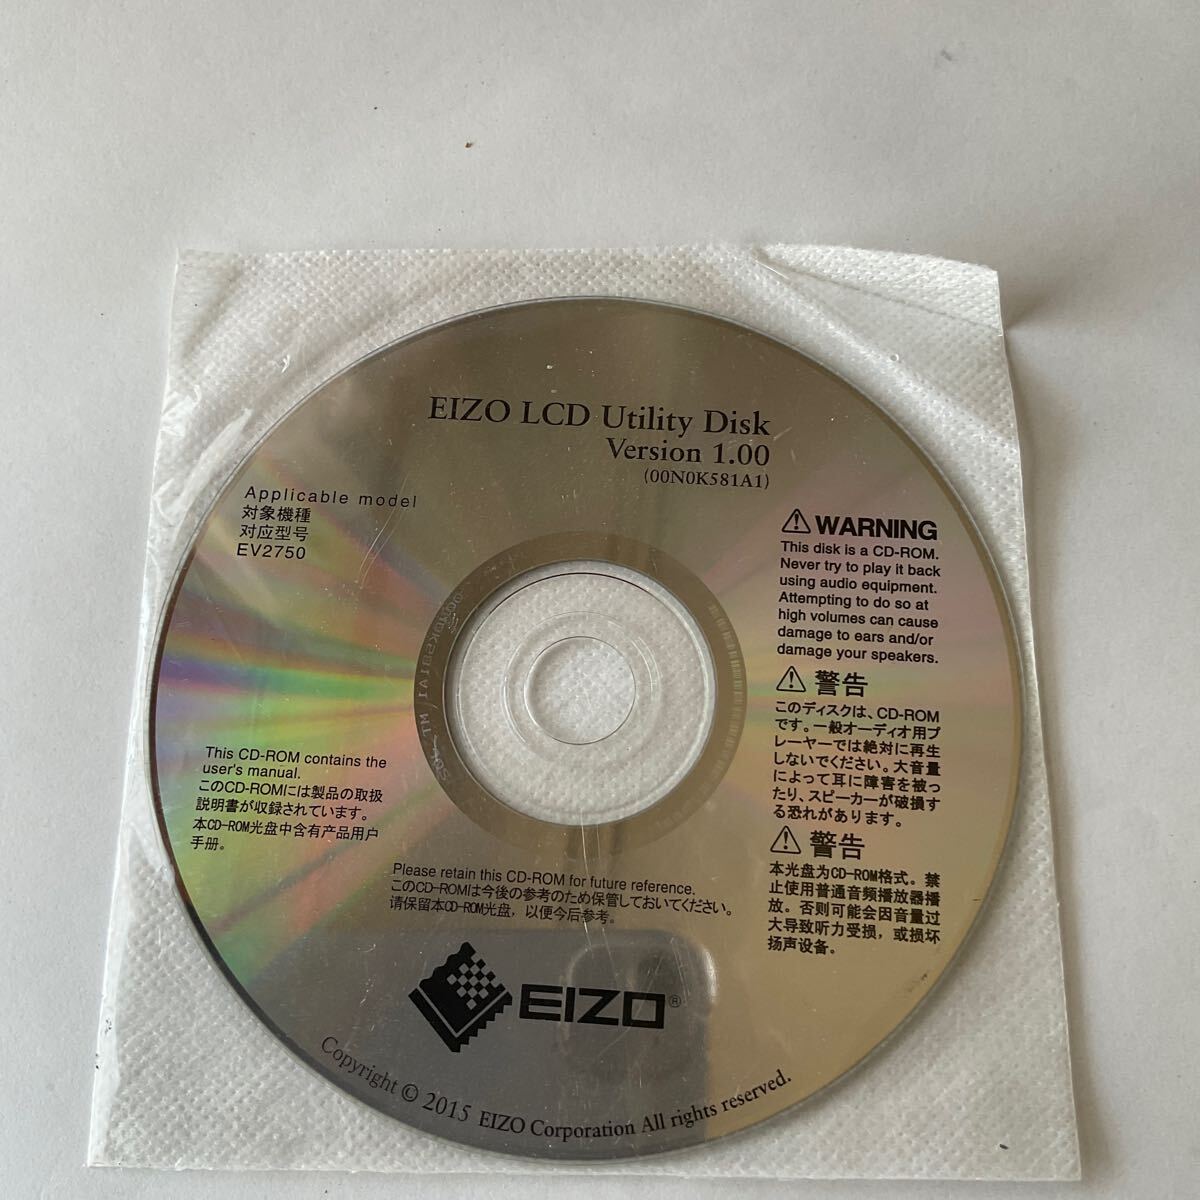 EIZO LCD Utility Disk
Version 1.00
(00N0K581A1)
Applicable model
対象機種
对应型号
EV2750
WARNING
This disk is a CD-ROM.
Never try to play it back
using audio equipment.
Attempting to do so at
high volumes can cause
damage to ears and/or
damage your speakers.
警告
このディスクは、CD-ROM
です。一般オーディオ用プ
レーヤーでは絶対に再生
しないでください。大音量
によって耳に障害を被っ
たり、スピーカーが破損す
る恐れがあります。
警告
本光盘为CD-ROM格式。禁
止使用普通音频播放器播
放。否则可能会因音量过
大导致听力受损，或损坏
扬声设备。
This CD-ROM contains the
user's manual.
このCD-ROMには製品の取扱
説明書が収録されています。
本CD-ROM光盘中含有产品用户
手册。
Please retain this CD-ROM for future reference.
このCD-ROMは今後の参考のため保管しておいてください。
请保留本CD-ROM光盘，以便今后参考。
EIZO®
Copyright © 2015 EIZO Corporation All rights reserved.